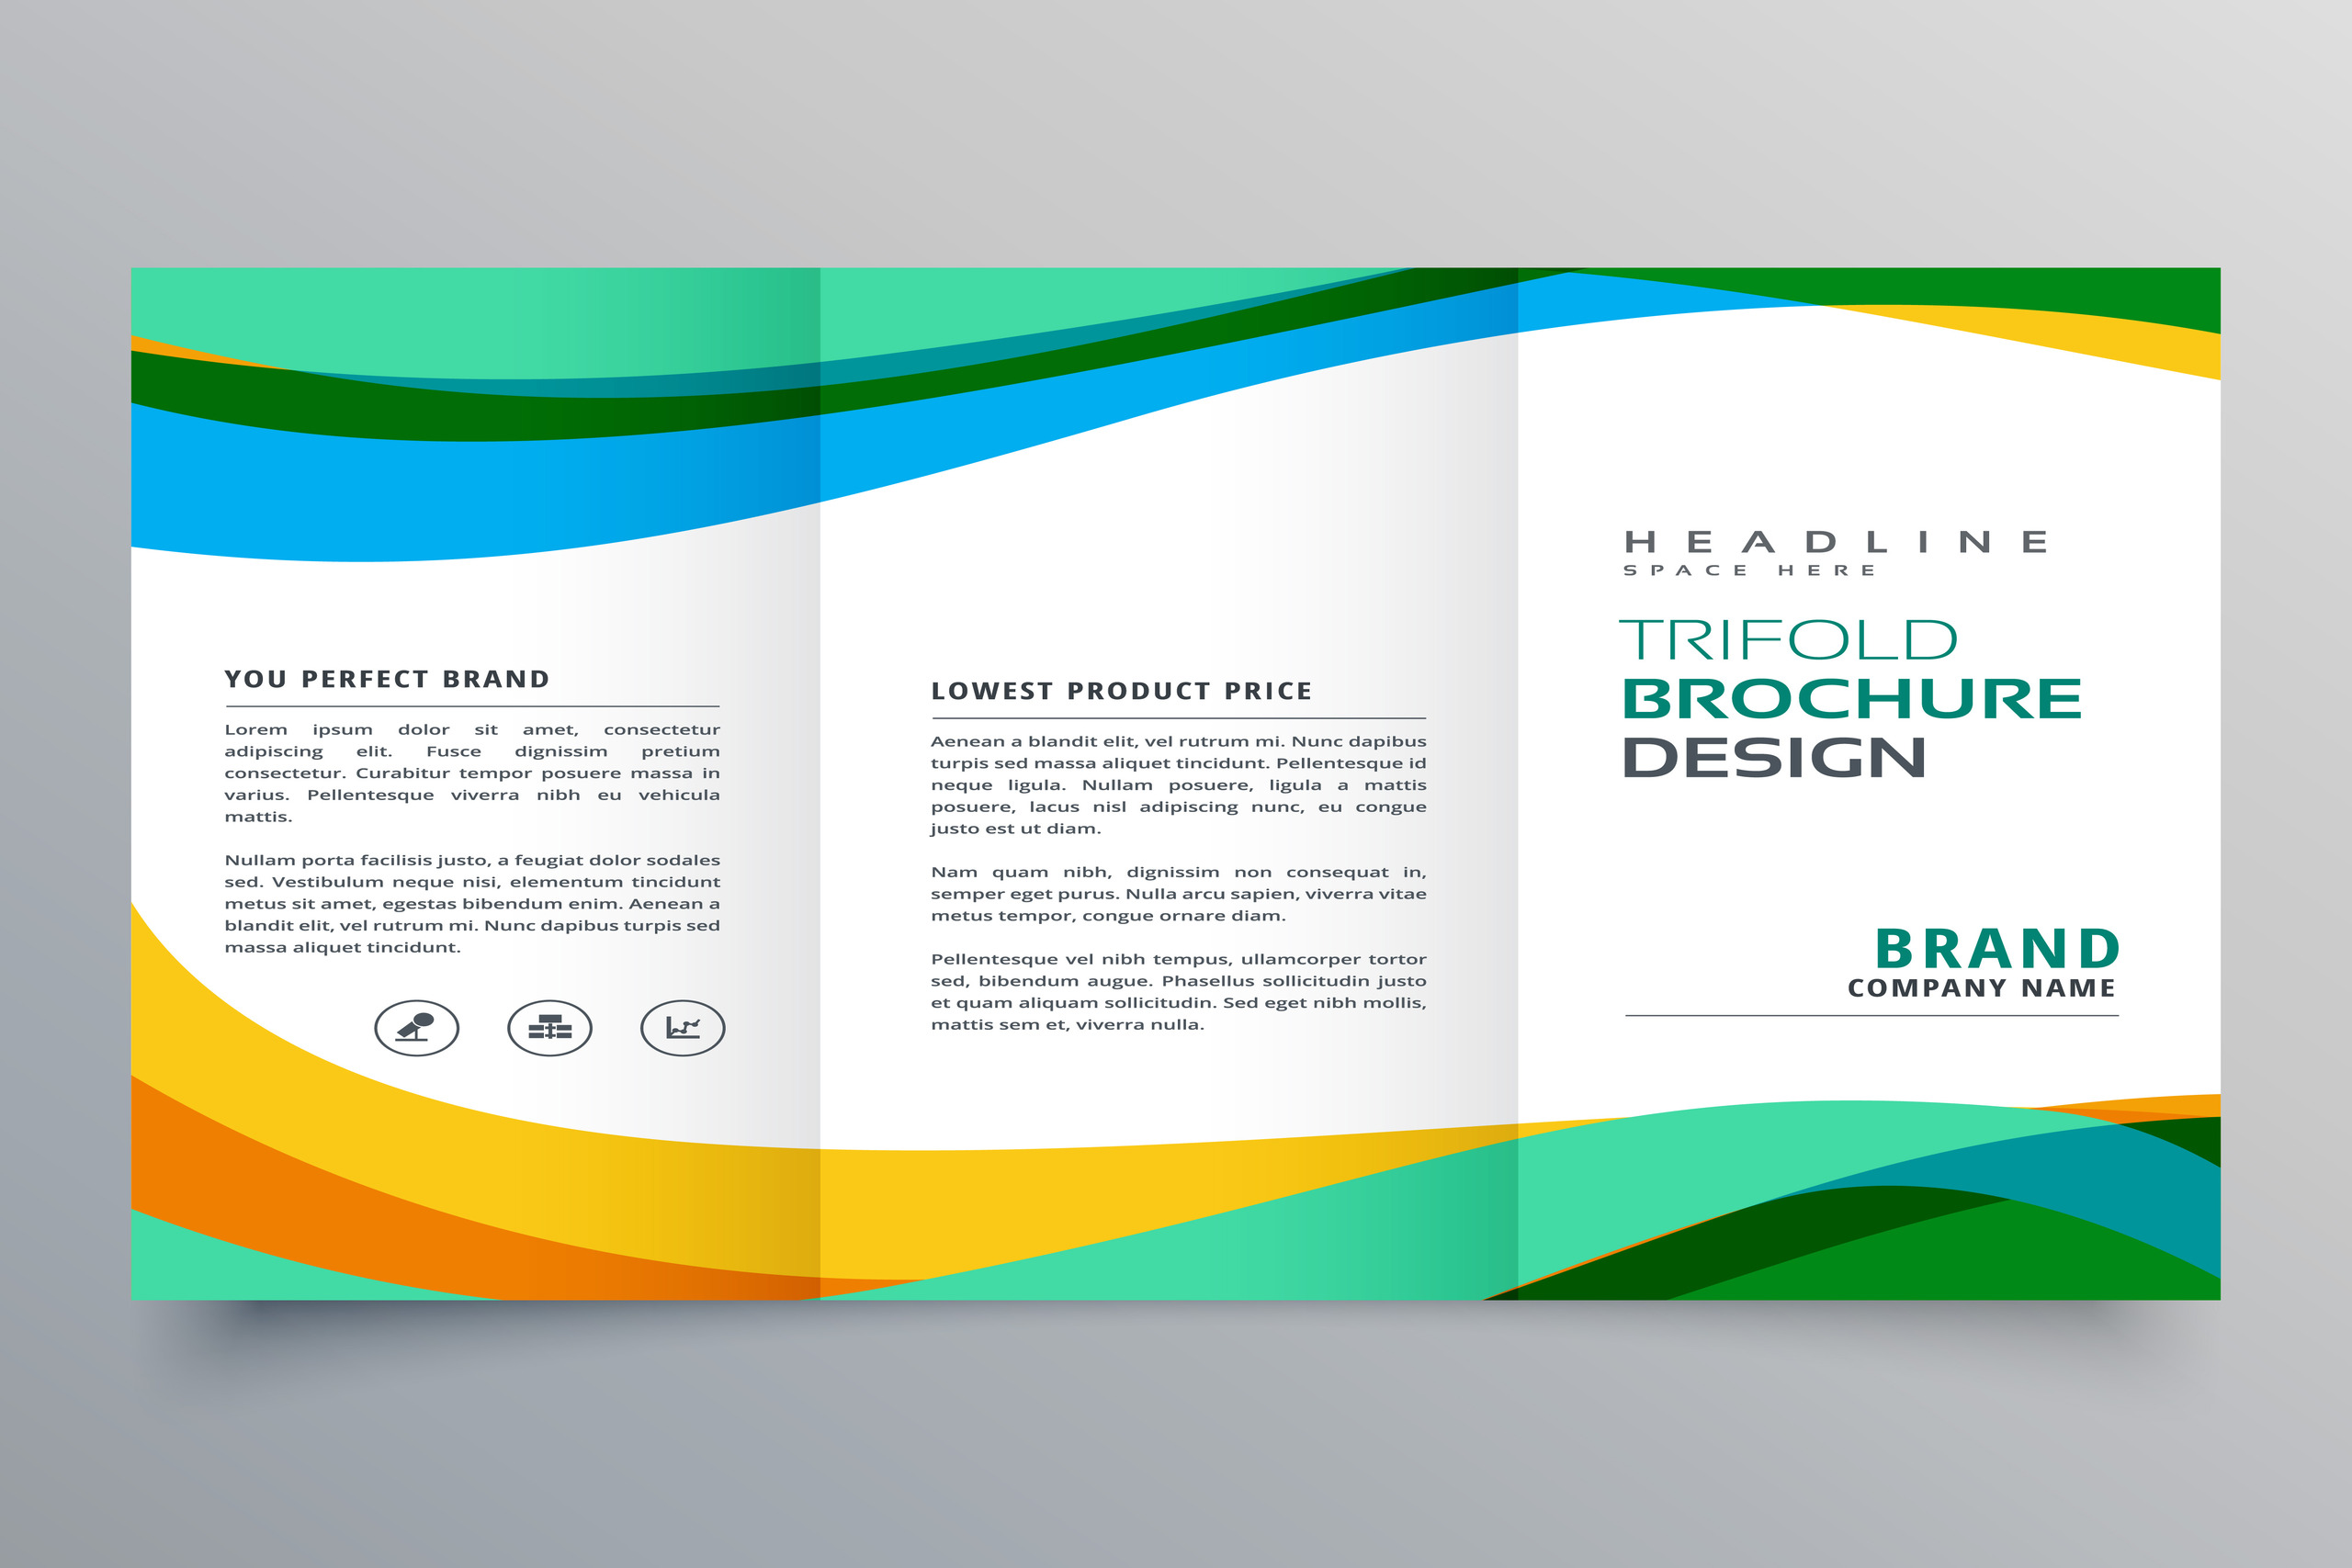 YOU PERFECT BRAND
Lorem ipsum dolor sit amet, consectetur
adipiscing elit. Fusce dignissim pretium
consectetur. Curabitur tempor posuere massa in
varius. Pellentesque viverra nibh eu vehicula
mattis.
Nullam porta facilisis justo, a feugiat dolor sodales
sed. Vestibulum neque nisi, elementum tincidunt
metus sit amet, egestas bibendum enim. Aenean a
blandit elit, vel rutrum mi. Nunc dapibus turpis sed
massa aliquet tincidunt.
LOWEST PRODUCT PRICE
Aenean a blandit elit, vel rutrum mi. Nunc dapibus
turpis sed massa aliquet tincidunt. Pellentesque id
neque ligula. Nullam posuere, ligula a mattis
posuere, lacus nisl adipiscing nunc, eu congue
justo est ut diam.
Nam quam nibh, dignissim non consequat in,
semper eget purus. Nulla arcu sapien, viverra vitae
metus tempor, congue ornare diam.
Pellentesque vel nibh tempus, ullamcorper tortor
sed, bibendum augue. Phasellus sollicitudin justo
et quam aliquam sollicitudin. Sed eget nibh mollis,
mattis sem et, viverra nulla.
HEADLINE
SPACE HERE
TRIFOLD
BROCHURE
DESIGN
BRAND
COMPANY NAME